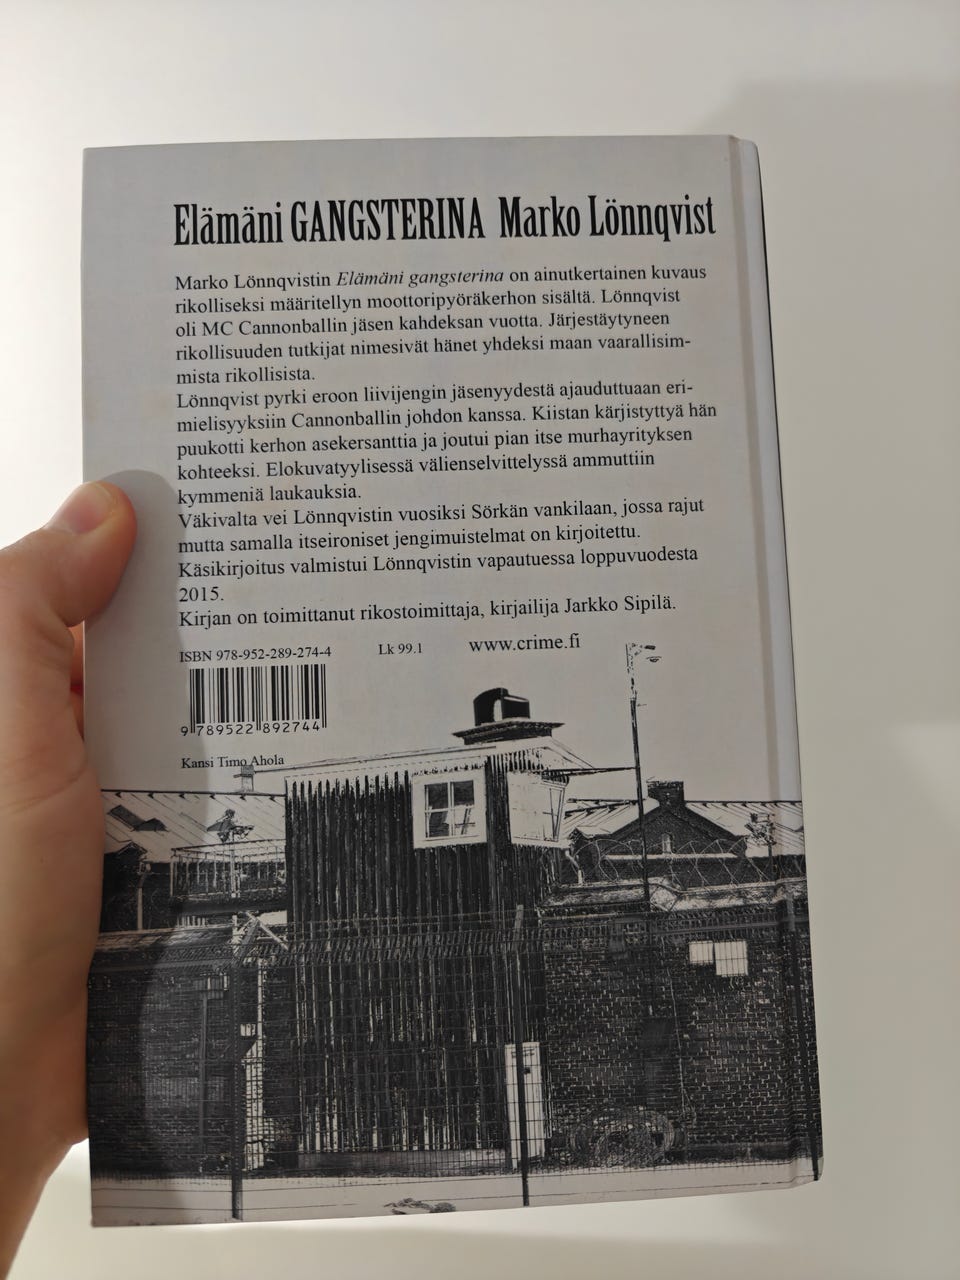 Elämäni GANGSTERINA Marko Lönnqvist
Marko Lönnqvistin Elämäni gangsterina on ainutkertainen kuvaus
rikolliseksi määritellyn moottoripyöräkerhon sisältä. Lönnqvist
oli MC Cannonballin jäsen kahdeksan vuotta. Järjestäytyneen
rikollisuuden tutkijat nimesivät hänet yhdeksi maan vaarallisim-
mista rikollisista.
Lönnqvist pyrki eroon liivijengin jäsenyydestä ajauduttuaan eri-
mielisyyksiin Cannonballin johdon kanssa. Kiistan kärjistyttyä hän
puukotti kerhon asekersanttia ja joutui pian itse murhayrityksen
kohteeksi. Elokuvatyylisessä välienselvittelyssä ammuttiin
kymmeniä laukauksia.
Väkivalta vei Lönnqvistin vuosiksi Sörkän vankilaan, jossa rajut
mutta samalla itseironiset jengimuistelmat on kirjoitettu.
Käsikirjoitus valmistui Lönnqvistin vapautuessa loppuvuodesta
2015.
Kirjan on toimittanut rikostoimittaja, kirjailija Jarkko Sipilä.
ISBN 978-952-289-274-4 Lk 99.1 www.crime.fi
9 789522 892744
Kansi Timo Ahola